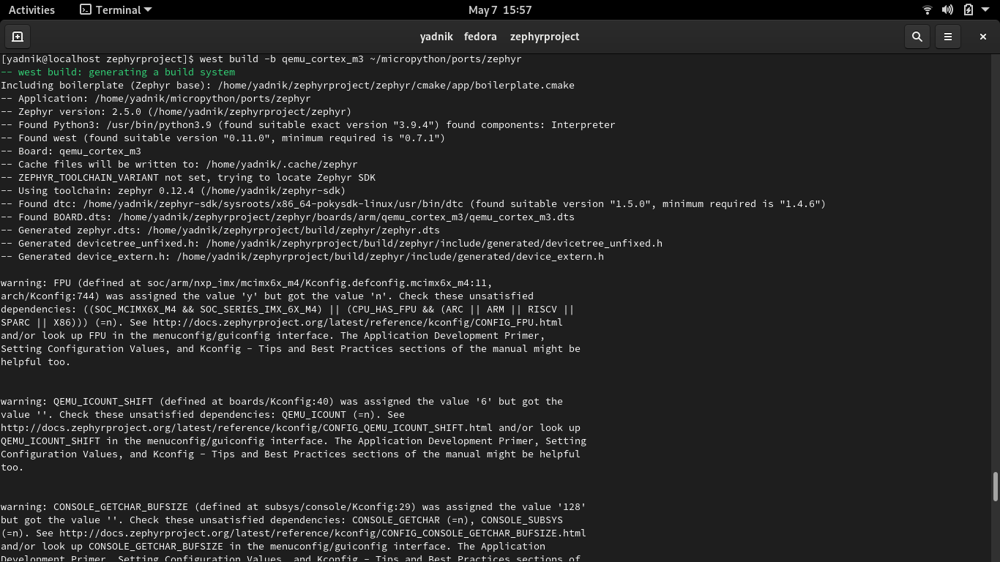 Activities Terminal May 7 15:57
yadnik fedora zephyrproject
[yadnik@localhost zephyrproject]$ west build -b qemu_cortex_m3 ~/micropython/ports/zephyr
-- west build: generating a build system
Including boilerplate (Zephyr base): /home/yadnik/zephyrproject/zephyr/cmake/app/boilerplate.cmake
-- Application: /home/yadnik/micropython/ports/zephyr
-- Zephyr version: 2.5.0 (/home/yadnik/zephyrproject/zephyr)
-- Found Python3: /usr/bin/python3.9 (found suitable exact version "3.9.4") found components: Interpreter
-- Found west (found suitable version "0.11.0", minimum required is "0.7.1")
-- Board: qemu_cortex_m3
-- Cache files will be written to: /home/yadnik/.cache/zephyr
-- ZEPHYR_TOOLCHAIN_VARIANT not set, trying to locate Zephyr SDK
-- Using toolchain: zephyr 0.12.4 (/home/yadnik/zephyr-sdk)
-- Found dtc: /home/yadnik/zephyr-sdk/sysroots/x86_64-pokysdk-linux/usr/bin/dtc (found suitable version "1.5.0", minimum required is "1.4.6")
-- Found BOARD.dts: /home/yadnik/zephyrproject/zephyr/boards/arm/qemu_cortex_m3/qemu_cortex_m3.dts
-- Generated zephyr.dts: /home/yadnik/zephyrproject/build/zephyr/zephyr.dts
-- Generated devicetree_unfixed.h: /home/yadnik/zephyrproject/build/zephyr/include/generated/devicetree_unfixed.h
-- Generated device_extern.h: /home/yadnik/zephyrproject/build/zephyr/include/generated/device_extern.h
warning: FPU (defined at soc/arm/nxp_imx/mcimx6x_m4/Kconfig.defconfig.mcimx6x_m4:11,
arch/Kconfig:744) was assigned the value 'y' but got the value 'n'. Check these unsatisfied
dependencies: ((SOC_MCIMX6X_M4 && SOC_SERIES_IMX_6X_M4) || (CPU_HAS_FPU && (ARC || ARM || RISCV ||
SPARC || X86))) (=n). See http://docs.zephyrproject.org/latest/reference/kconfig/CONFIG_FPU.html
and/or look up FPU in the menuconfig/guiconfig interface. The Application Development Primer,
Setting Configuration Values, and Kconfig - Tips and Best Practices sections of the manual might be
helpful too.
warning: QEMU_ICOUNT_SHIFT (defined at boards/Kconfig:40) was assigned the value '6' but got the
value ''. Check these unsatisfied dependencies: QEMU_ICOUNT (=n). See
http://docs.zephyrproject.org/latest/reference/kconfig/CONFIG_QEMU_ICOUNT_SHIFT.html and/or look up
QEMU_ICOUNT_SHIFT in the menuconfig/guiconfig interface. The Application Development Primer, Setting
Configuration Values, and Kconfig - Tips and Best Practices sections of the manual might be helpful
too.
warning: CONSOLE_GETCHAR_BUFSIZE (defined at subsys/console/Kconfig:29) was assigned the value '128'
but got the value ''. Check these unsatisfied dependencies: CONSOLE_GETCHAR (=n), CONSOLE_SUBSYS
(=n). See http://docs.zephyrproject.org/latest/reference/kconfig/CONFIG_CONSOLE_GETCHAR_BUFSIZE.html
and/or look up CONSOLE_GETCHAR_BUFSIZE in the menuconfig/guiconfig interface. The Application
Development Primer, Setting Configuration Values, and Kconfig - Tips and Best Practices sections of